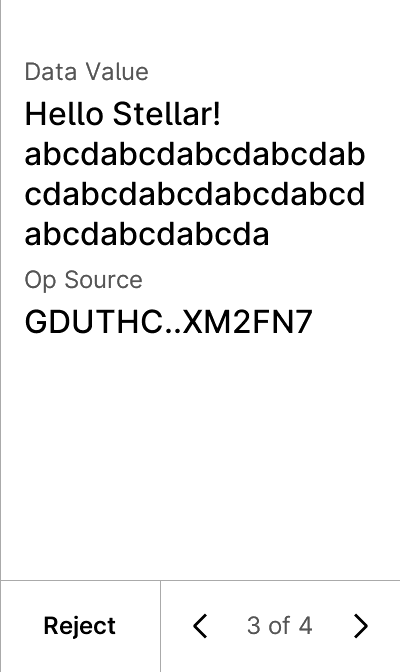 Data Value
Hello Stellar!
abcdabcdabcdabcdab
cdabcdabcdabcdabcd
abcdabcdabcda
Op Source
GDUTHC..XM2FN7
Reject
3 of 4